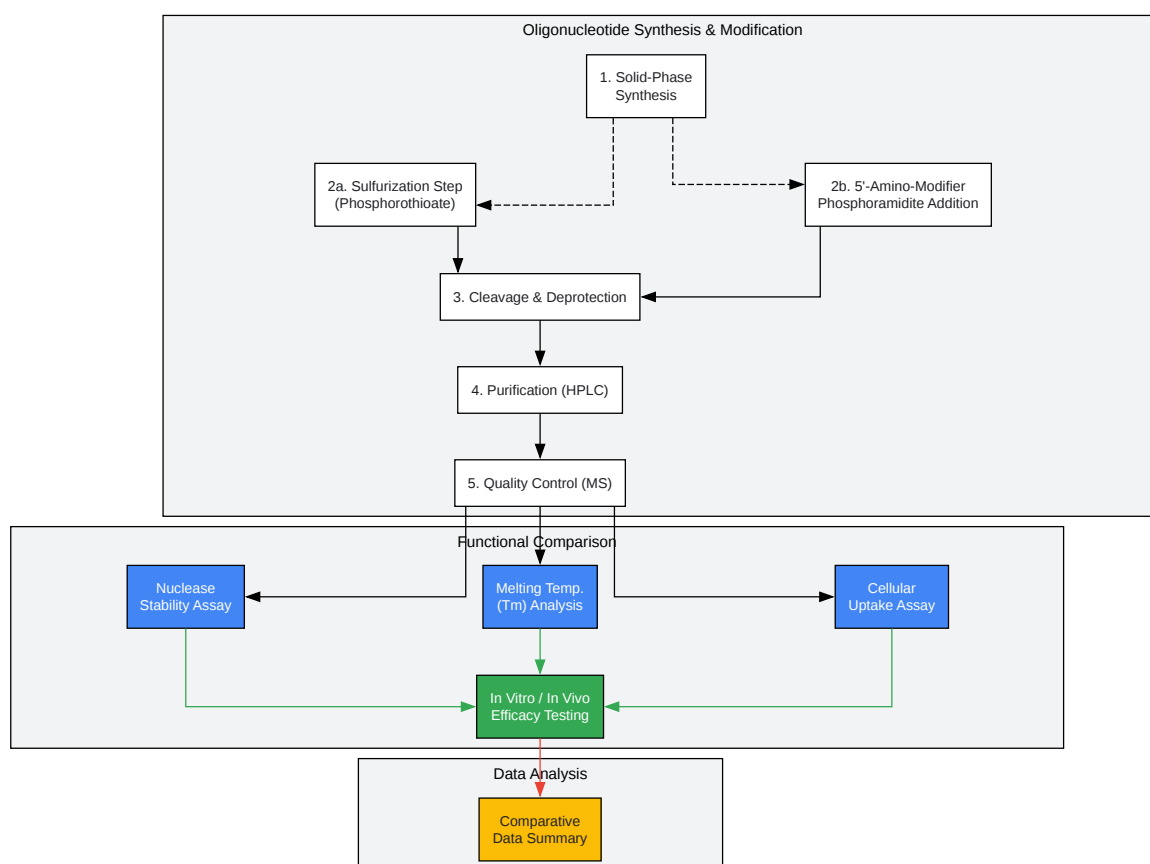 Oligonucleotide Synthesis & Modification
1. Solid-Phase
Synthesis
2a. Sulfurization Step
(Phosphorothioate)
2b. 5'-Amino-Modifier
Phosphoramidite Addition
3. Cleavage & Deprotection
4. Purification (HPLC)
5. Quality Control (MS)
Functional Comparison
Nuclease
Stability Assay
Melting Temp.
(Tm) Analysis
Cellular
Uptake Assay
In Vitro / In Vivo
Efficacy Testing
Data Analysis
Comparative
Data Summary